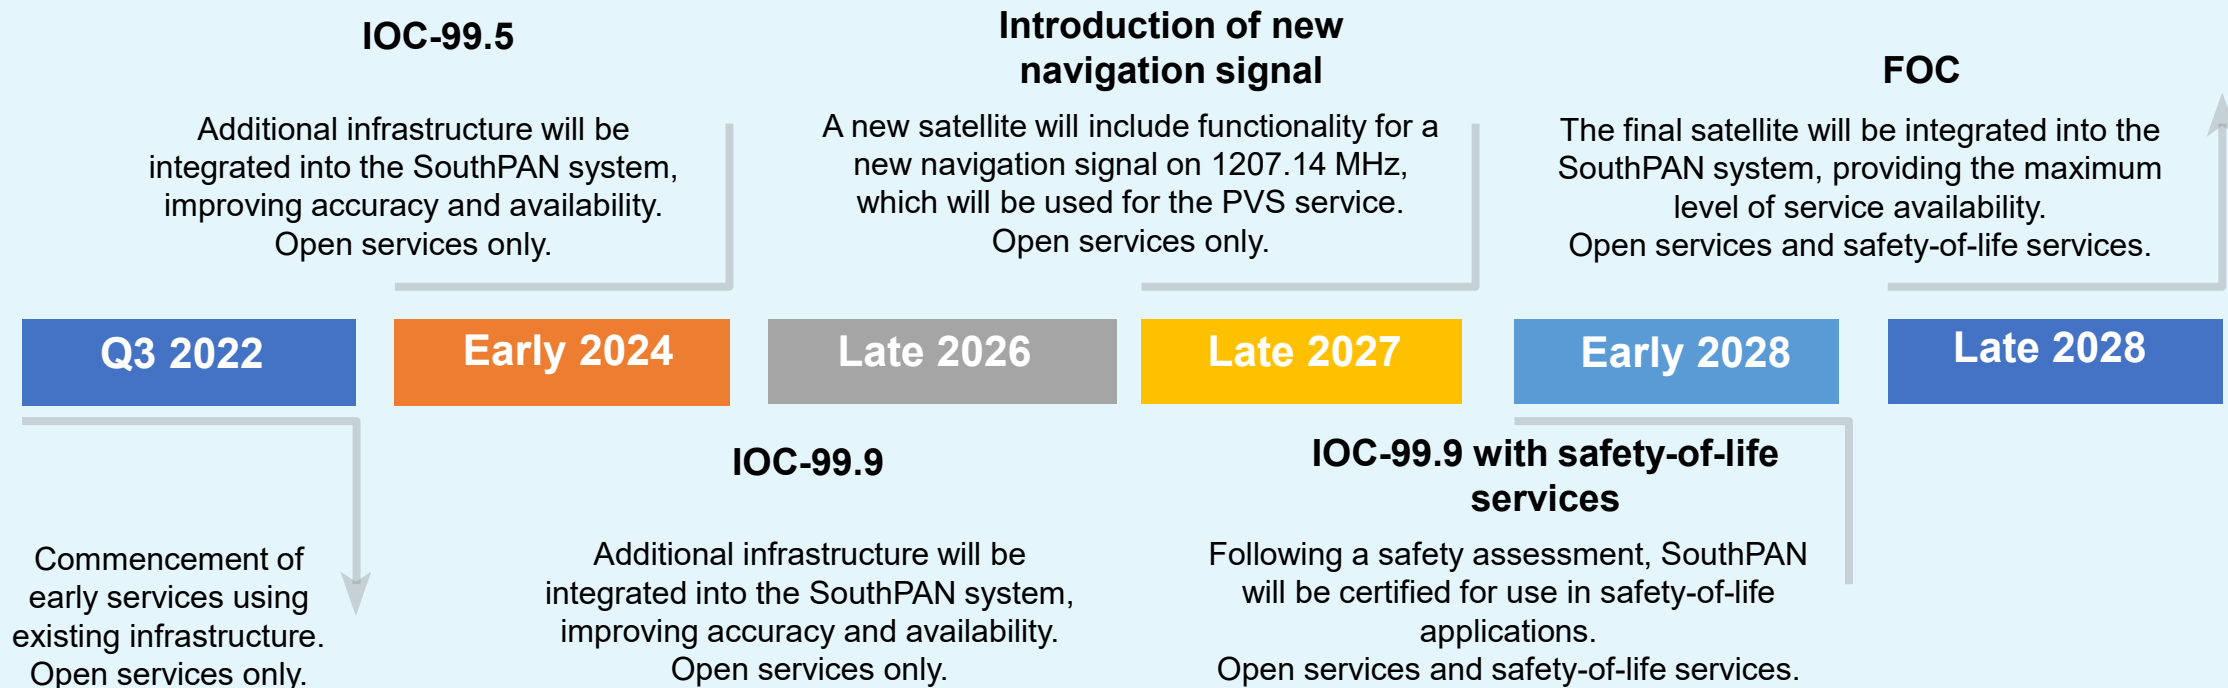 IOC-99.5
Additional infrastructure will be
integrated into the SouthPAN system,
improving accuracy and availability.
Open services only.
Introduction of new
navigation signal
A new satellite will include functionality for a
new navigation signal on 1207.14 MHz,
which will be used for the PVS service.
Open services only.
FOC
The final satellite will be integrated into the
SouthPAN system, providing the maximum
level of service availability.
Open services and safety-of-life services.
Q3 2022
Early 2024
Late 2026
Late 2027
Early 2028
Late 2028
Commencement of
early services using
existing infrastructure.
Open services only.
IOC-99.9
Additional infrastructure will be
integrated into the SouthPAN system,
improving accuracy and availability.
Open services only.
IOC-99.9 with safety-of-life
services
Following a safety assessment, SouthPAN
will be certified for use in safety-of-life
applications.
Open services and safety-of-life services.